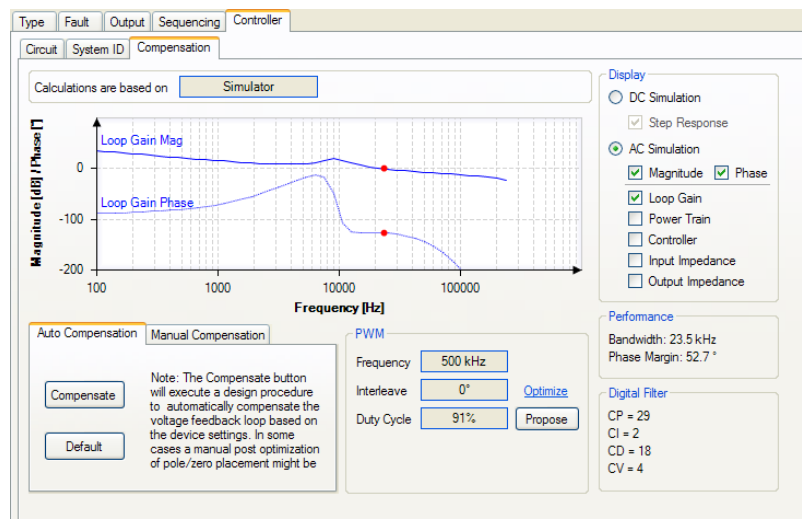 Type Fault Output Sequencing Controller
Circuit System ID Compensation
Calculations are based on Simulator
Magnitude [dB] / Phase [°]
Loop Gain Mag
Loop Gain Phase
0
-100
-200
100 1000 10000 100000
Frequency [Hz]
Display
DC Simulation
Step Response
AC Simulation
Magnitude Phase
Loop Gain
Power Train
Controller
Input Impedance
Output Impedance
Auto Compensation Manual Compensation
Compensate
Default
Note: The Compensate button
will execute a design procedure
to automatically compensate the
voltage feedback loop based on
the device settings. In some
cases a manual post optimization
of pole/zero placement might be
PWM
Frequency 500 kHz
Interleave 0° Optimize
Duty Cycle 91% Propose
Performance
Bandwidth: 23.5 kHz
Phase Margin: 52.7 °
Digital Filter
CP = 29
CI = 2
CD = 18
CV = 4